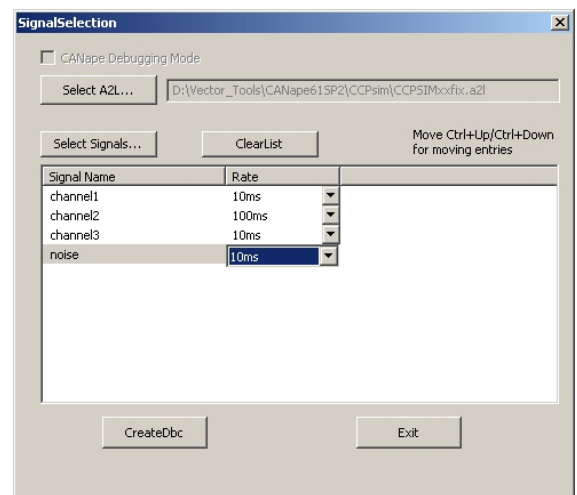 SignalSelection
CANape Debugging Mode
Select A2L... D:\Vector_Tools\CANape61SP2\CCPsim\CCPSIMxxfix.a2l
Select Signals... ClearList Move Ctrl+Up/Ctrl+Down
for moving entries
Signal Name Rate
channel1 10ms
channel2 100ms
channel3 10ms
noise 10ms
CreateDbc Exit